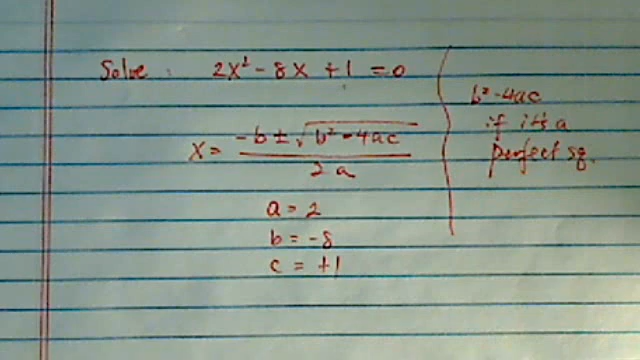 Solve : 2x² - 8x + 1 = 0
x = (-b ± √(b² - 4ac)) / 2a
a = 2
b = -8
c = +1
b² - 4ac
if it's a
perfect sq.